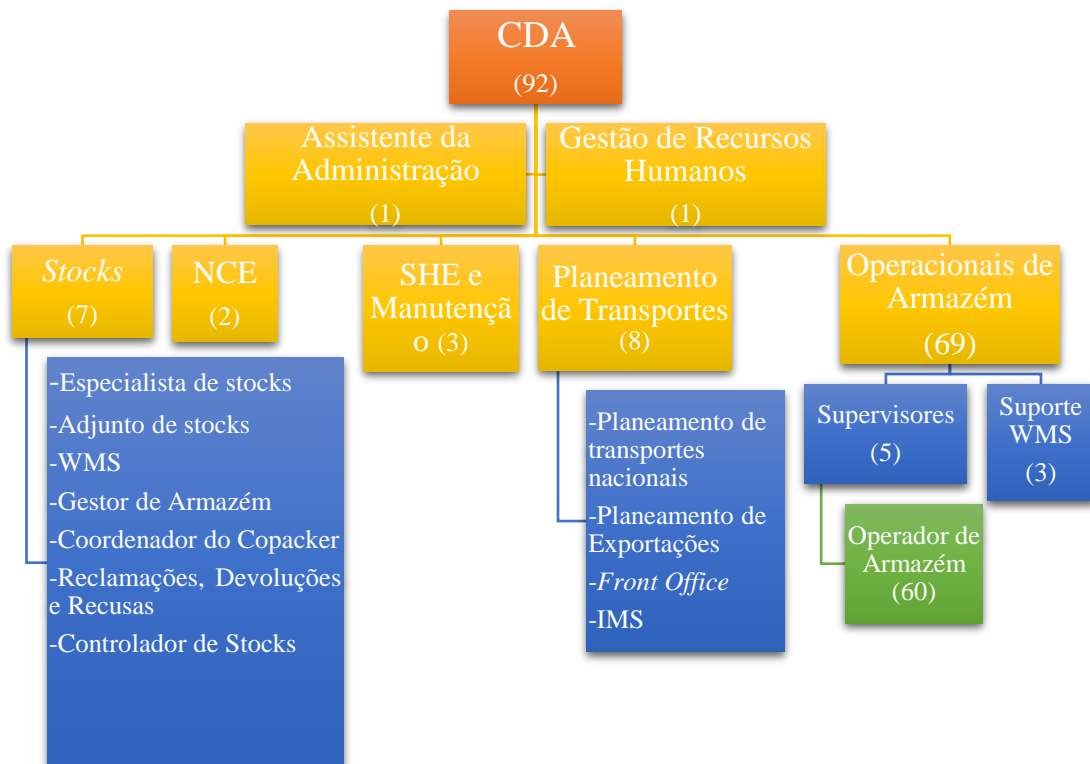 CDA
(92)
Assistente da
Administração
(1)
Gestão de Recursos
Humanos
(1)
Stocks
(7)
NCE
(2)
SHE e
Manutençã
o (3)
Planeamento
de Transportes
(8)
Operacionais de
Armazém
(69)
-Especialista de stocks
-Adjunto de stocks
-WMS
-Gestor de Armazém
-Coordenador do Copacker
-Reclamações, Devoluções
e Recusas
-Controlador de Stocks
-Planeamento de
transportes
nacionais
-Planeamento de
Exportações
-Front Office
-IMS
Supervisores
(5)
Suporte
WMS
(3)
Operador de
Armazém
(60)